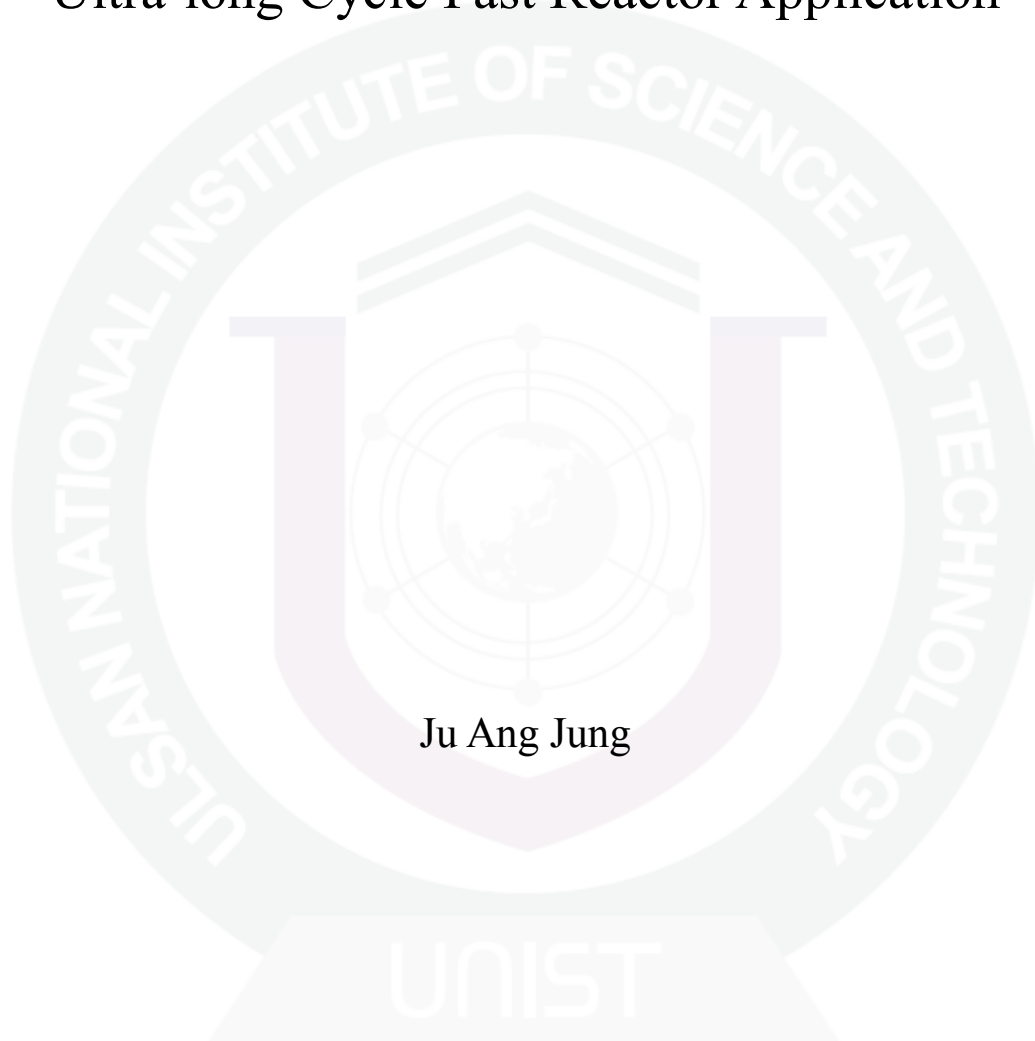 Ultra-long Cycle Fast Reactor Application
ULSAN NATIONAL INSTITUTE OF SCIENCE AND TECHNOLOGY
Ju Ang Jung
UNIST